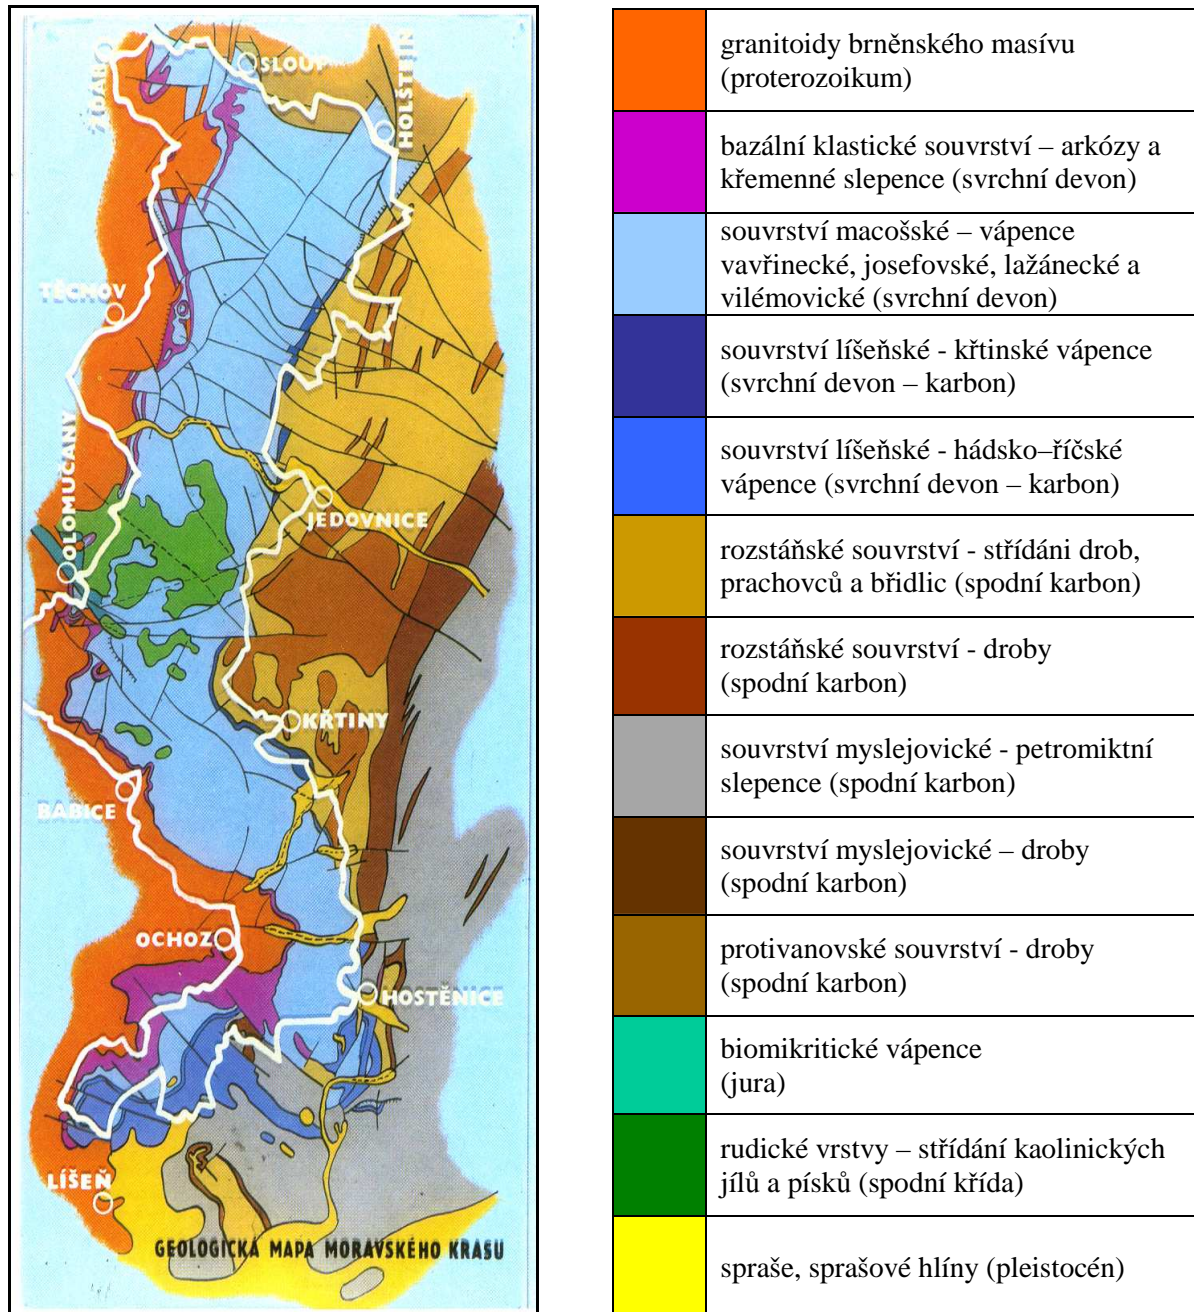 ŽĎÁR
SLOUP
HOLŠTEJN
TĚCHOV
OLOMUČANY
JEDOVNICE
KŘTINY
BABICE
OCHOZ
HOSTĚNICE
LÍŠEŇ
GEOLOGICKÁ MAPA MORAVSKÉHO KRASU
granitoidy brněnského masívu
(proterozoikum)
bazální klastické souvrství – arkózy a
křemenné slepence (svrchní devon)
souvrství macošské – vápence
vavřinecké, josefovské, lažánecké a
vilémovické (svrchní devon)
souvrství líšeňské - křtinské vápence
(svrchní devon – karbon)
souvrství líšeňské - hádsko–říčské
vápence (svrchní devon – karbon)
rozstáňské souvrství - střídáni drob,
prachovců a břidlic (spodní karbon)
rozstáňské souvrství - droby
(spodní karbon)
souvrství myslejovické - petromiktní
slepence (spodní karbon)
souvrství myslejovické – droby
(spodní karbon)
protivanovské souvrství - droby
(spodní karbon)
biomikritické vápence
(jura)
rudické vrstvy – střídání kaolinických
jílů a písků (spodní křída)
spraše, sprašové hlíny (pleistocén)